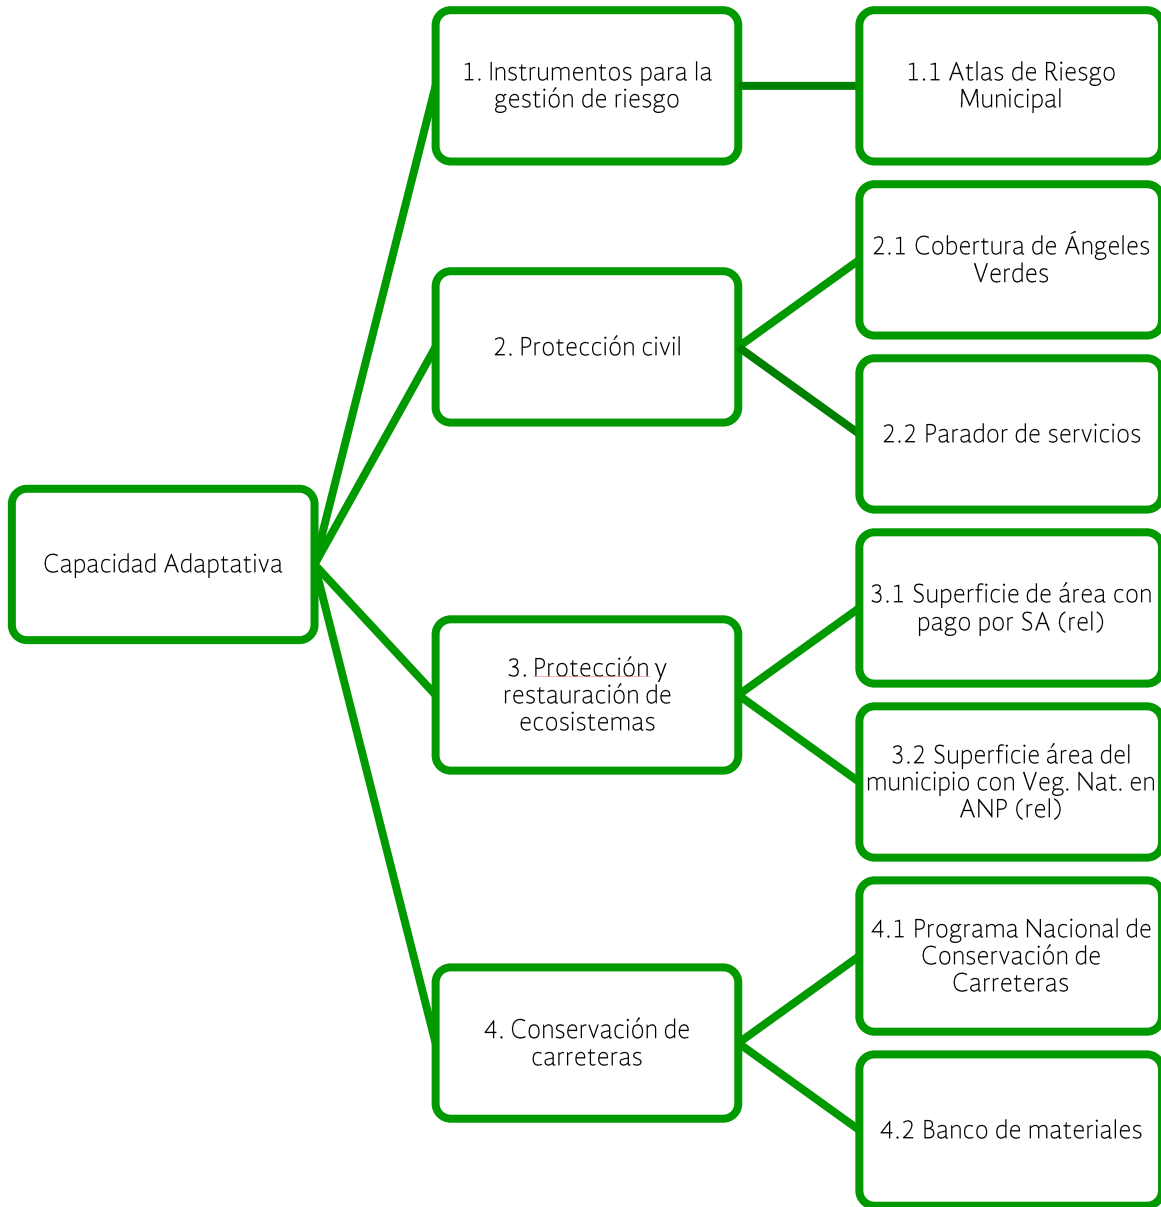 Capacidad Adaptativa
1. Instrumentos para la
gestión de riesgo
1.1 Atlas de Riesgo
Municipal
2. Protección civil
2.1 Cobertura de Ángeles
Verdes
2.2 Parador de servicios
3. Protección y
restauración de
ecosistemas
3.1 Superficie de área con
pago por SA (rel)
3.2 Superficie área del
municipio con Veg. Nat. en
ANP (rel)
4. Conservación de
carreteras
4.1 Programa Nacional de
Conservación de
Carreteras
4.2 Banco de materiales